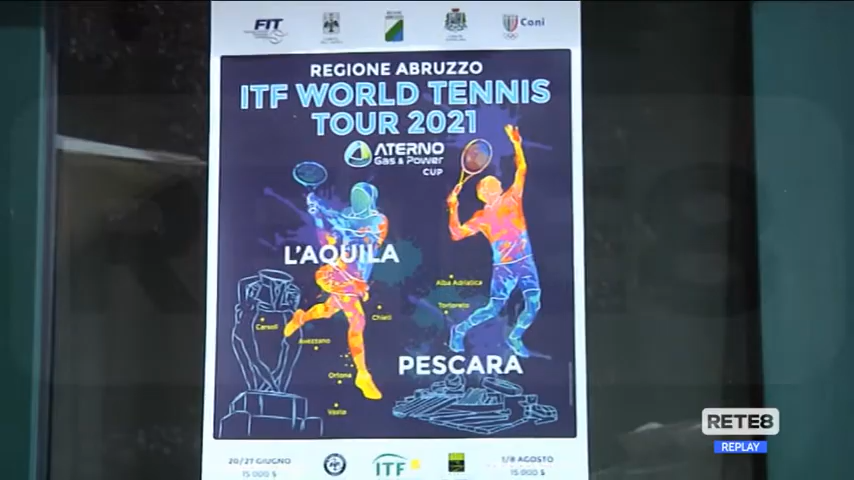 FIT
Coni
REGIONE ABRUZZO
ITF WORLD TENNIS
TOUR 2021
ATERNO
Gas & Power
CUP
L'AQUILA
Alba Adriatica
Tortoreto
Carsoli
Chieti
Avezzano
Ortona
Vasto
PESCARA
20/27 GIUGNO
15 000 $
ITF
1/8 AGOSTO
15 000 $
RETE8
REPLAY